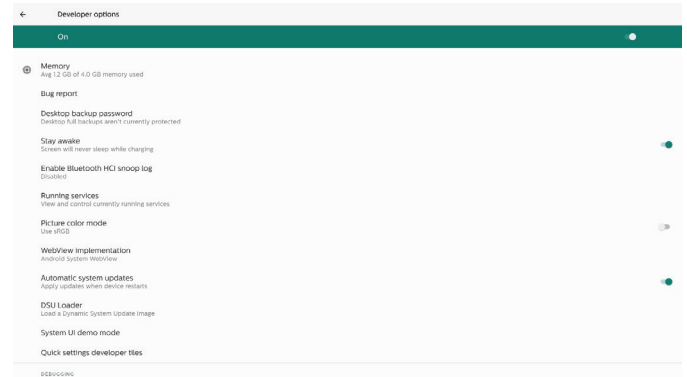 Developer options
On
Memory
Avg 1.2 GB of 4.0 GB memory used
Bug report
Desktop backup password
Desktop full backups aren't currently protected
Stay awake
Screen will never sleep while charging
Enable Bluetooth HCI snoop log
Disabled
Running services
View and control currently running services
Picture color mode
Use sRGB
WebView implementation
Android System WebView
Automatic system updates
Apply updates when device restarts
DSU Loader
Load a Dynamic System Update Image
System UI demo mode
Quick settings developer tiles
DEBUGGING